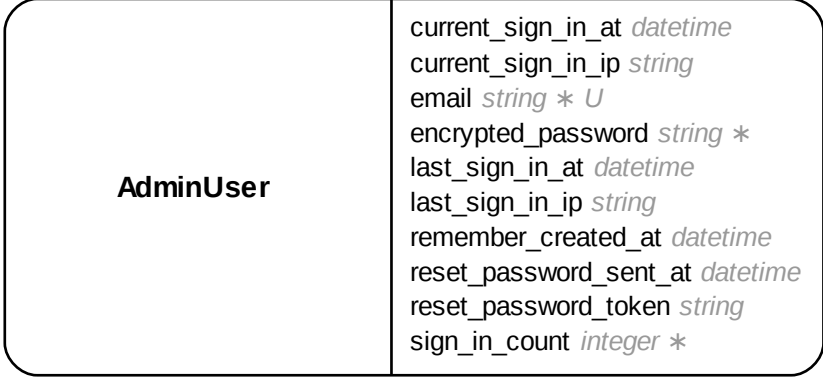 AdminUser
current_sign_in_at datetime
current_sign_in_ip string
email string ∗ U
encrypted_password string ∗
last_sign_in_at datetime
last_sign_in_ip string
remember_created_at datetime
reset_password_sent_at datetime
reset_password_token string
sign_in_count integer ∗